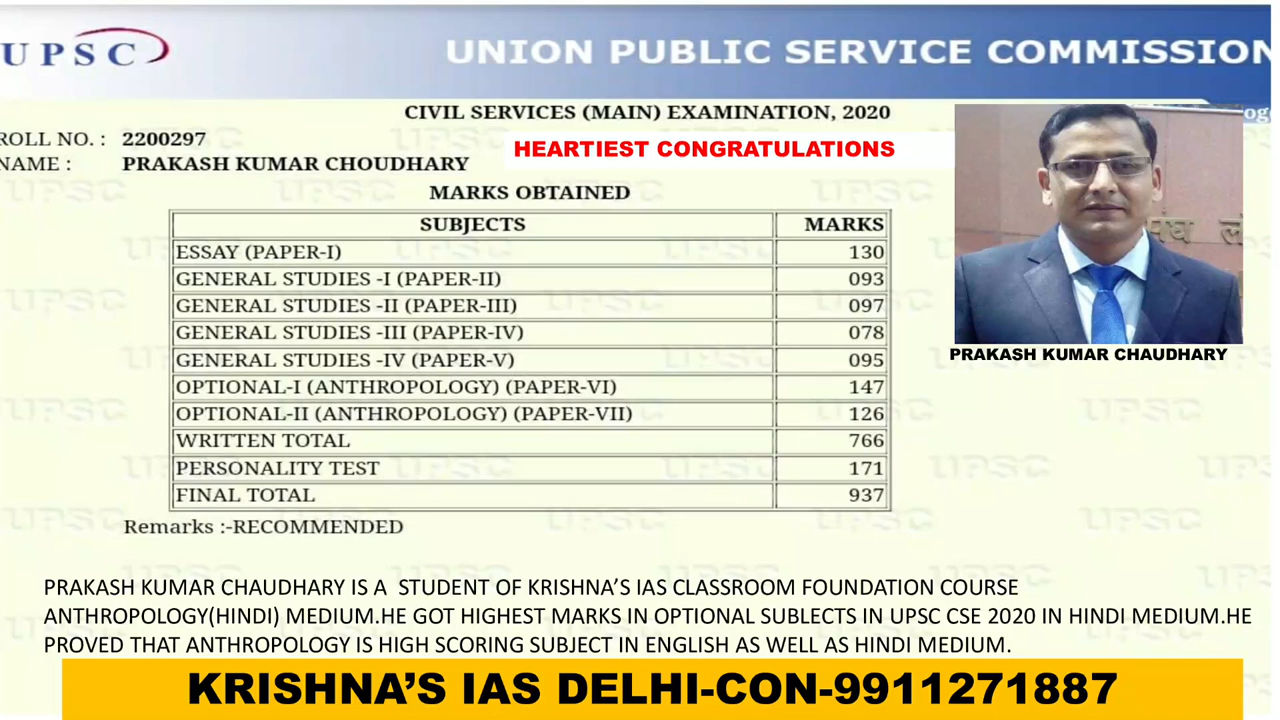 UPSC
UNION PUBLIC SERVICE COMMISSION
CIVIL SERVICES (MAIN) EXAMINATION, 2020
ROLL NO. : 2200297
NAME : PRAKASH KUMAR CHOUDHARY
HEARTIEST CONGRATULATIONS
MARKS OBTAINED
SUBJECTS MARKS
ESSAY (PAPER-I) 130
GENERAL STUDIES -I (PAPER-II) 093
GENERAL STUDIES -II (PAPER-III) 097
GENERAL STUDIES -III (PAPER-IV) 078
GENERAL STUDIES -IV (PAPER-V) 095
OPTIONAL-I (ANTHROPOLOGY) (PAPER-VI) 147
OPTIONAL-II (ANTHROPOLOGY) (PAPER-VII) 126
WRITTEN TOTAL 766
PERSONALITY TEST 171
FINAL TOTAL 937
Remarks :-RECOMMENDED
संघ
PRAKASH KUMAR CHAUDHARY
PRAKASH KUMAR CHAUDHARY IS A STUDENT OF KRISHNA'S IAS CLASSROOM FOUNDATION COURSE
ANTHROPOLOGY(HINDI) MEDIUM.HE GOT HIGHEST MARKS IN OPTIONAL SUBLECTS IN UPSC CSE 2020 IN HINDI MEDIUM.HE
PROVED THAT ANTHROPOLOGY IS HIGH SCORING SUBJECT IN ENGLISH AS WELL AS HINDI MEDIUM.
KRISHNA'S IAS DELHI-CON-9911271887